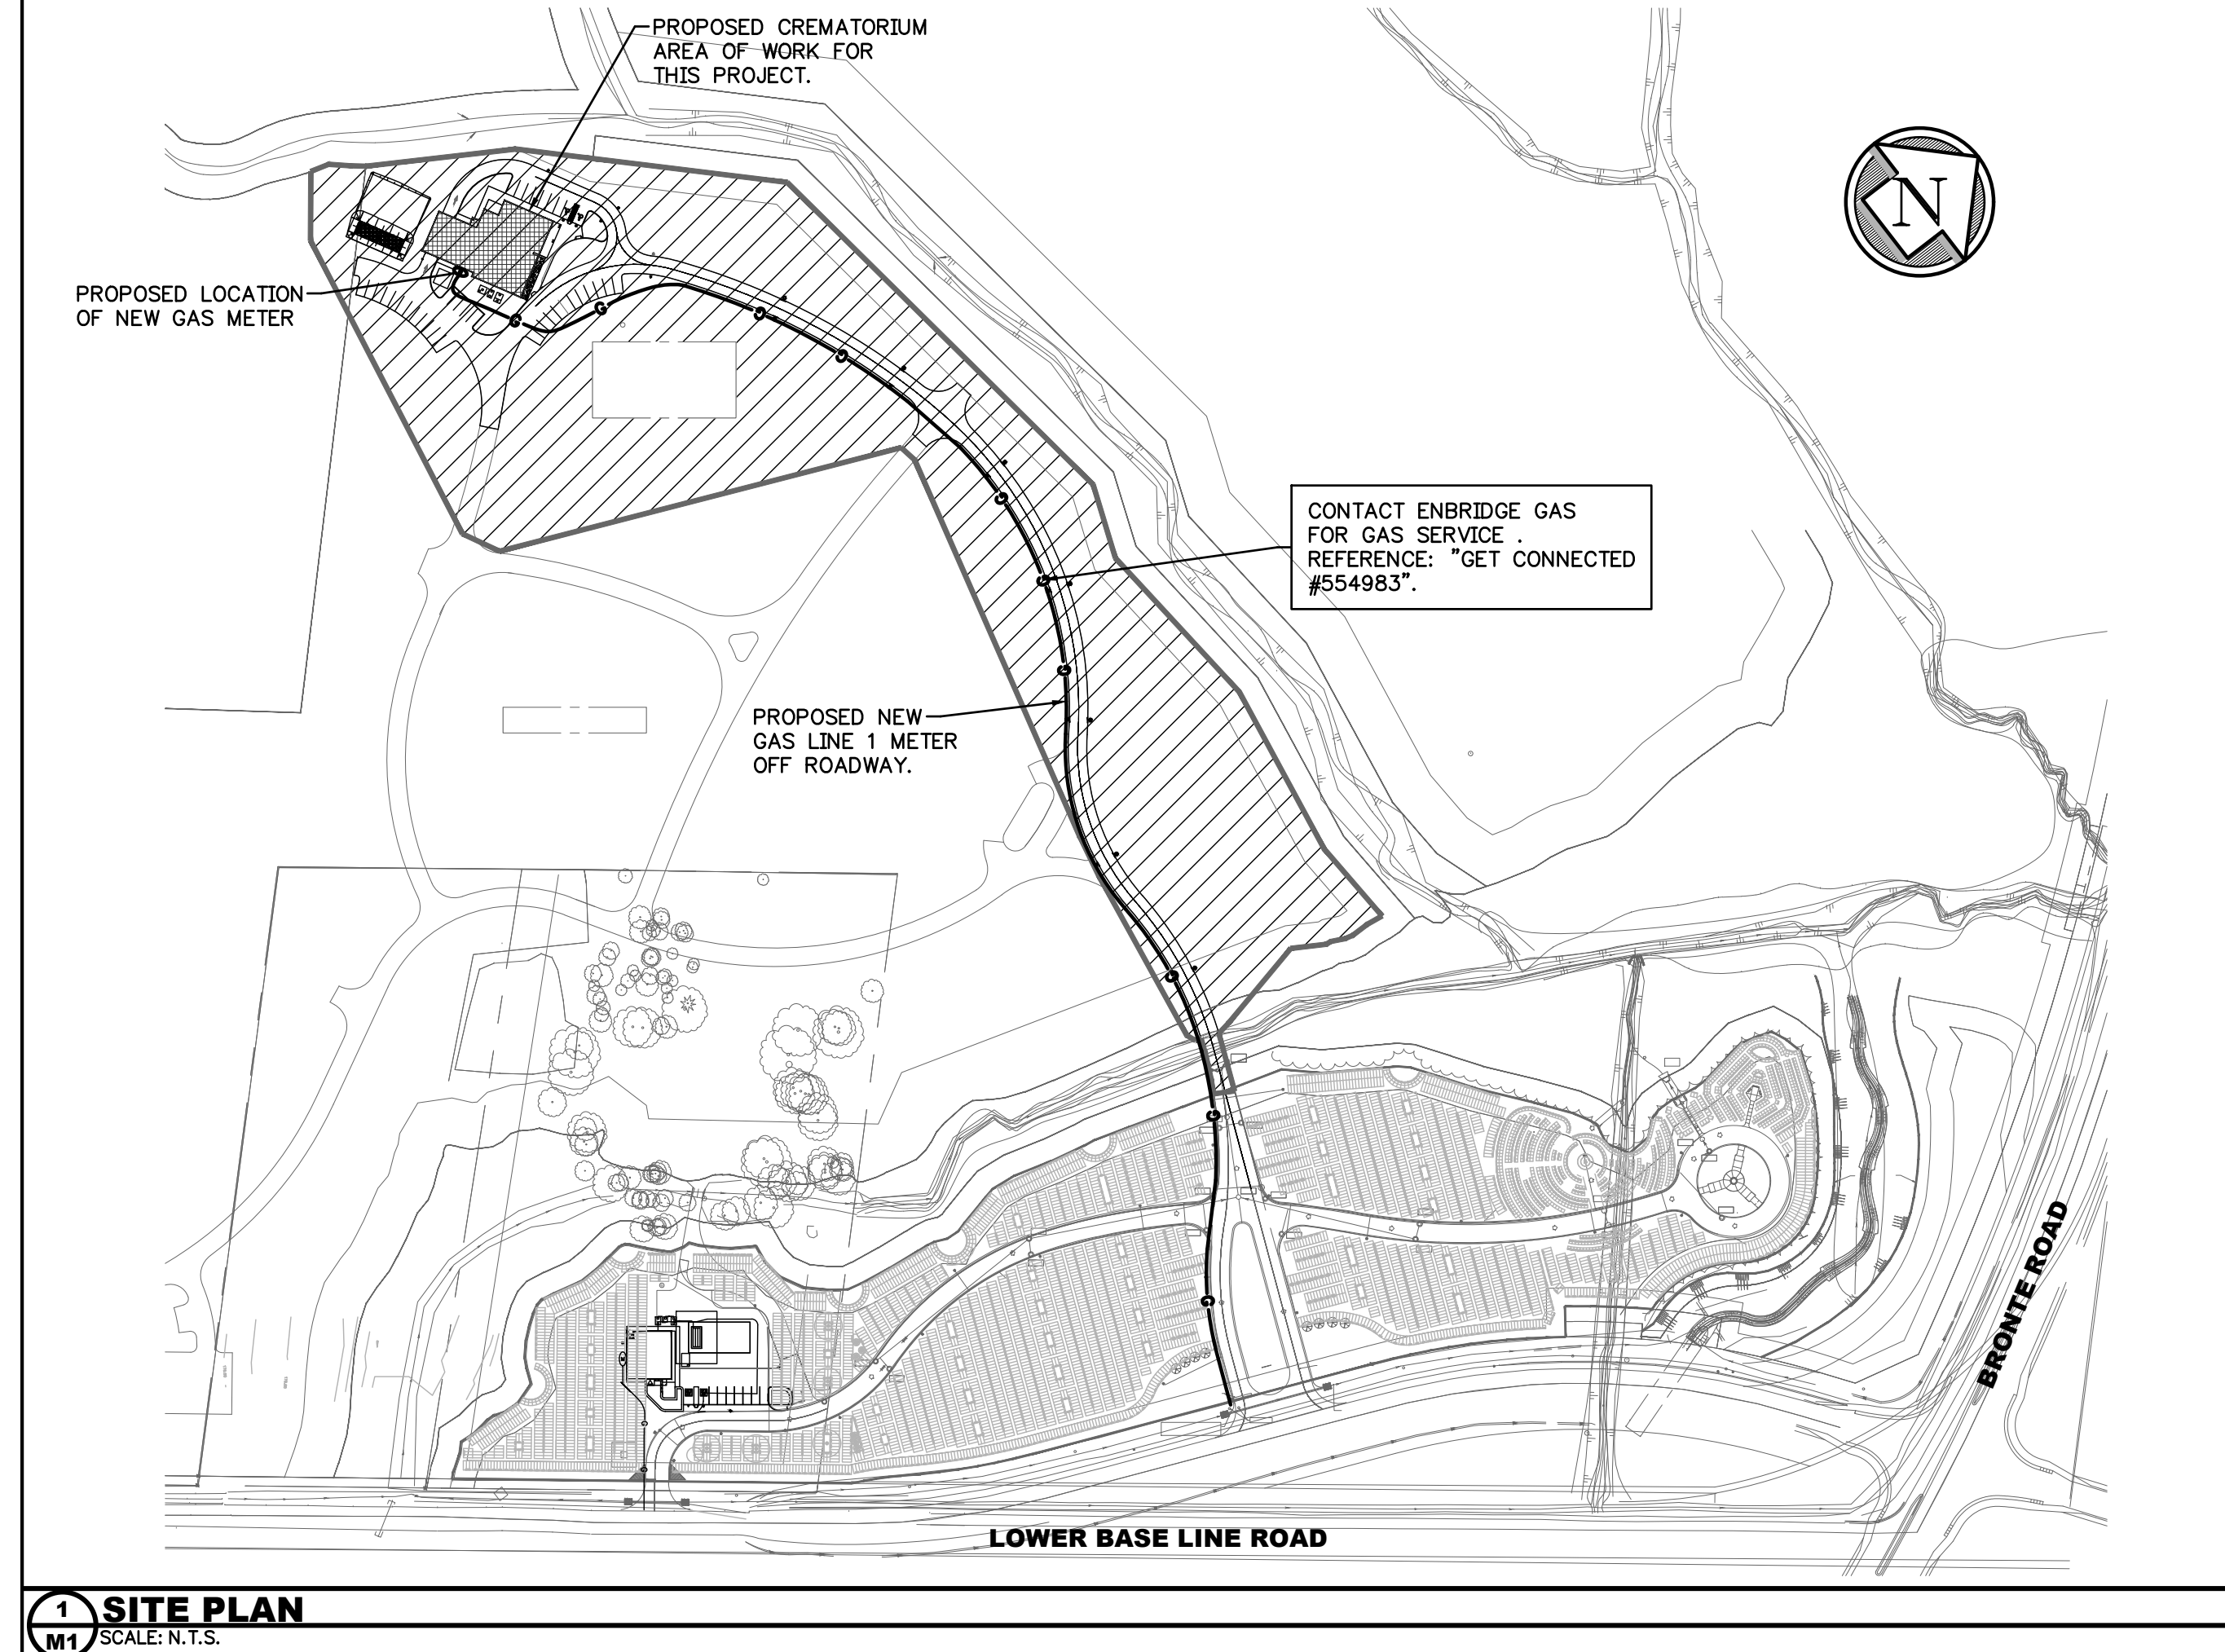 PROPOSED CREMATORIUM
AREA OF WORK FOR
THIS PROJECT.
N
PROPOSED LOCATION
OF NEW GAS METER
G
G
G
G
G
G
G
CONTACT ENBRIDGE GAS
FOR GAS SERVICE .
REFERENCE: "GET CONNECTED
#554983".
PROPOSED NEW
GAS LINE 1 METER
OFF ROADWAY.
G
G
G
BRONTE ROAD
LOWER BASE LINE ROAD
1
M1
SITE PLAN
SCALE: N.T.S.